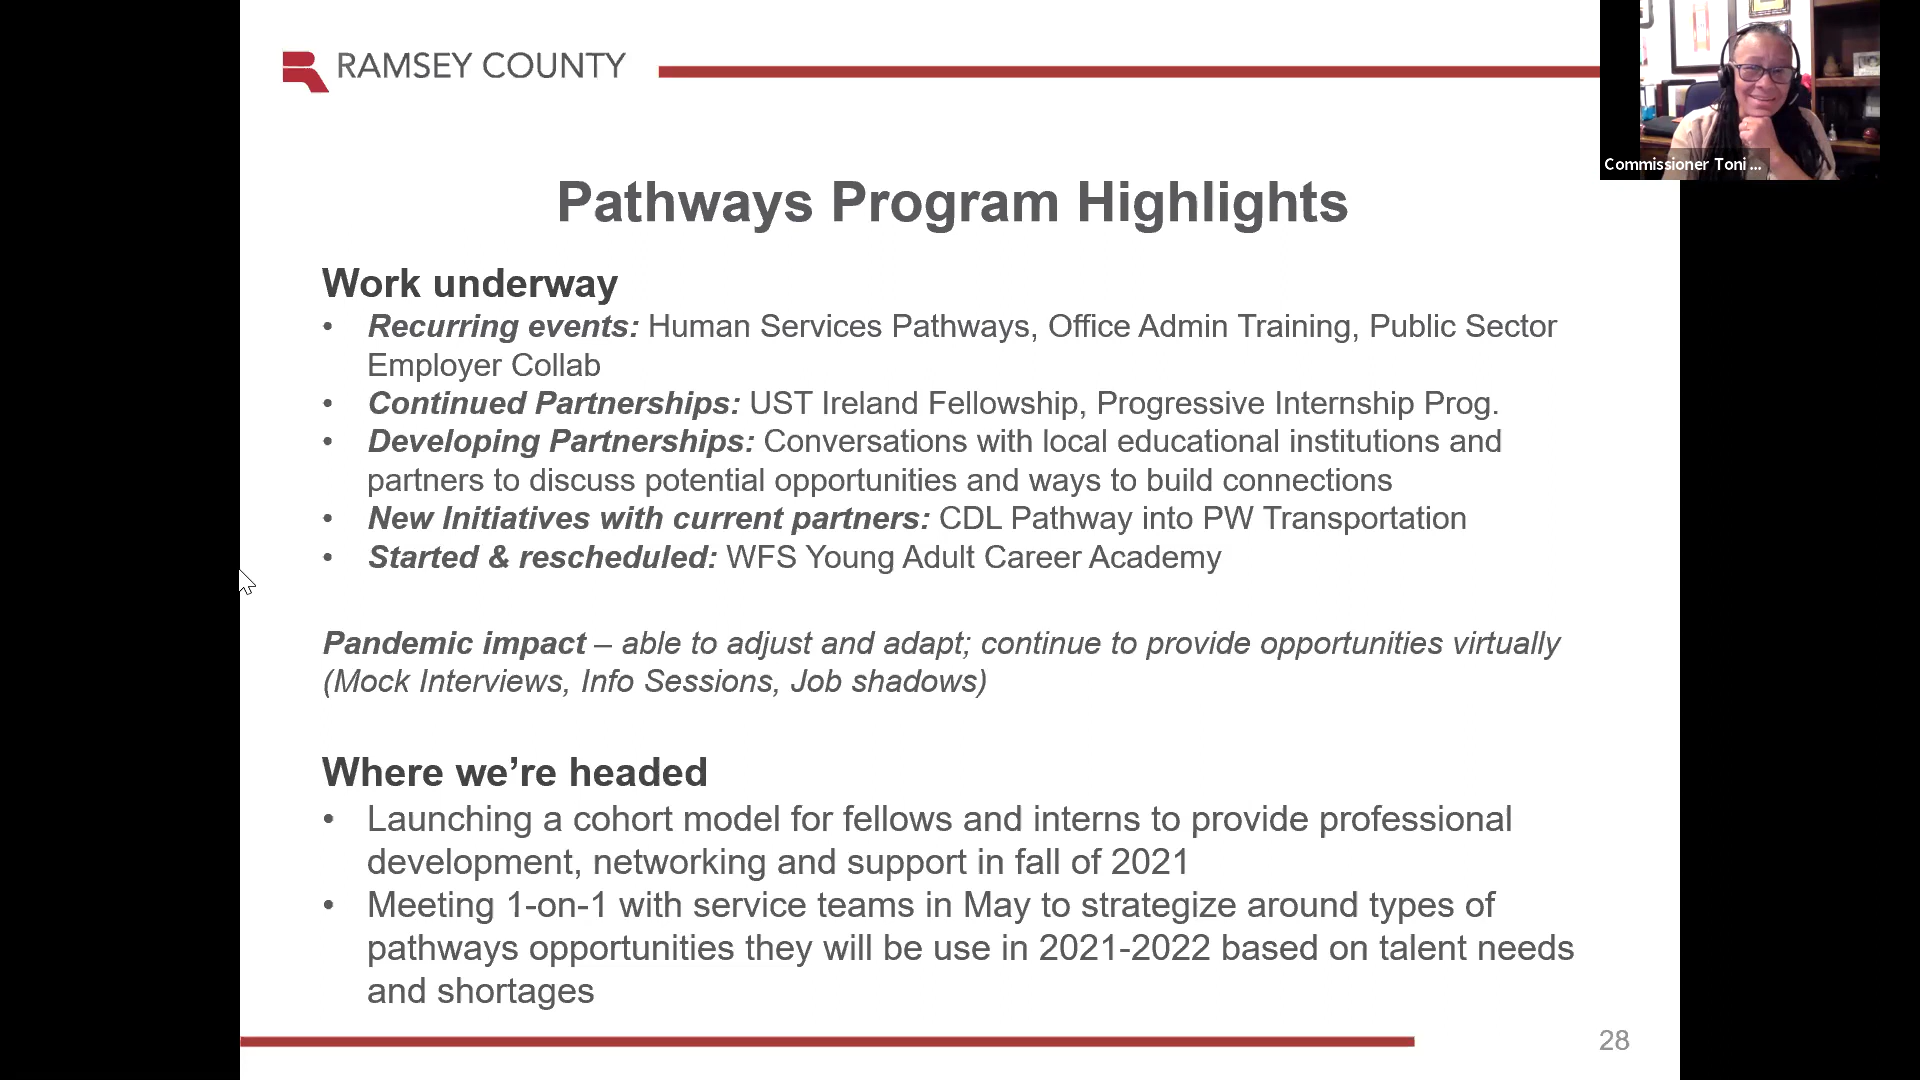 RAMSEY COUNTY
Commissioner Toni ...
Pathways Program Highlights
Work underway
• Recurring events: Human Services Pathways, Office Admin Training, Public Sector
Employer Collab
• Continued Partnerships: UST Ireland Fellowship, Progressive Internship Prog.
• Developing Partnerships: Conversations with local educational institutions and
partners to discuss potential opportunities and ways to build connections
• New Initiatives with current partners: CDL Pathway into PW Transportation
• Started & rescheduled: WFS Young Adult Career Academy
Pandemic impact – able to adjust and adapt; continue to provide opportunities virtually
(Mock Interviews, Info Sessions, Job shadows)
Where we’re headed
• Launching a cohort model for fellows and interns to provide professional
development, networking and support in fall of 2021
• Meeting 1-on-1 with service teams in May to strategize around types of
pathways opportunities they will be use in 2021-2022 based on talent needs
and shortages
28